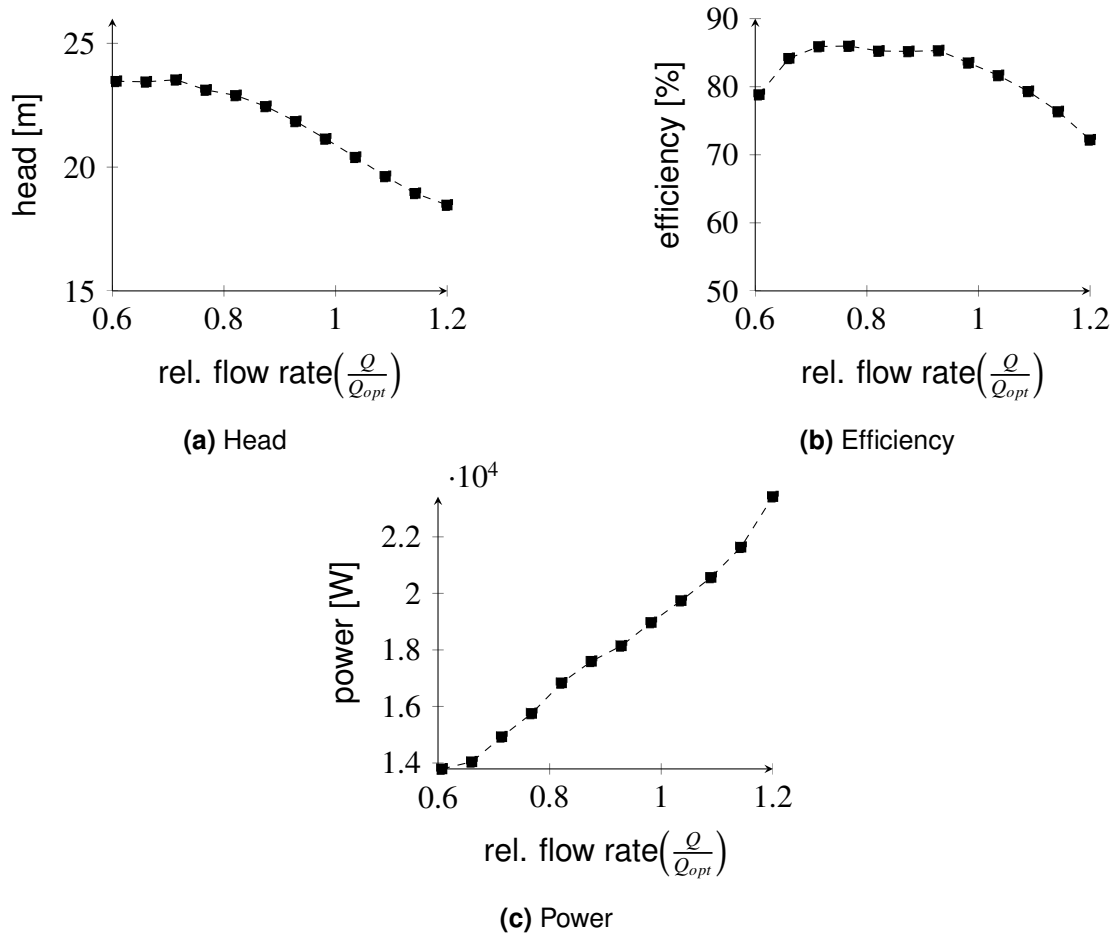 25
20
15
head [m]
0.6 0.8 1 1.2
rel. flow rate(Q/Q_opt)
(a) Head
90
80
70
60
50
efficiency [%]
0.6 0.8 1 1.2
rel. flow rate(Q/Q_opt)
(b) Efficiency
·10^4
2.2
2
1.8
1.6
1.4
power [W]
0.6 0.8 1 1.2
rel. flow rate(Q/Q_opt)
(c) Power